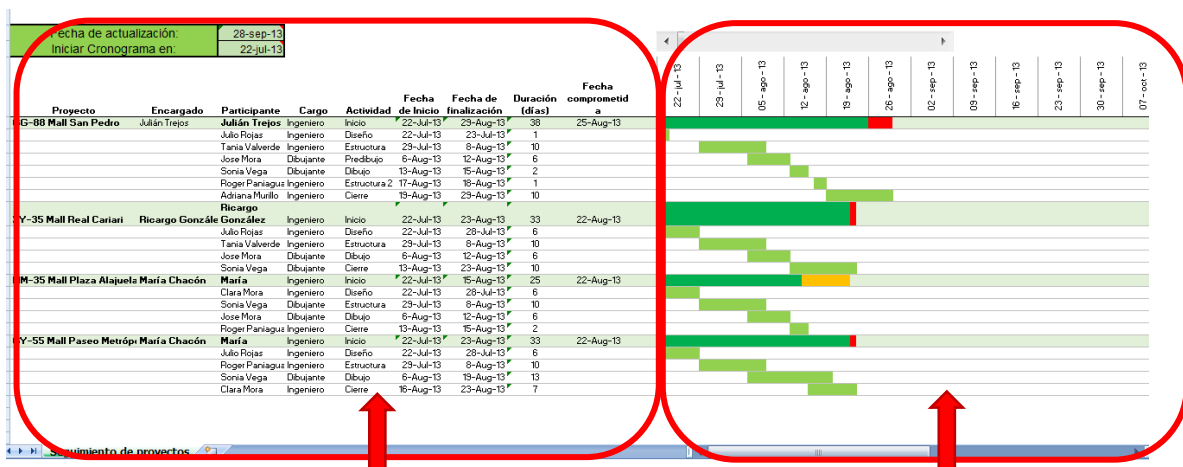 Fecha de actualización: 28-sep-13
Iniciar Cronograma en: 22-jul-13
22 - jul - 13 29 - jul - 13 05 - ago - 13 12 - ago - 13 19 - ago - 13 26 - ago - 13 02 - sep - 13 09 - sep - 13 16 - sep - 13 23 - sep - 13 30 - sep - 13 07 - oct - 13
Proyecto Encargado Participante Cargo Actividad Fecha de Inicio Fecha de finalización Duración (días) Fecha comprometida
G-88 Mall San Pedro Julián Trejos Julián Trejos Ingeniero Inicio 22-Jul-13 29-Aug-13 38 25-Aug-13
Julio Rojas Ingeniero Diseño 22-Jul-13 23-Jul-13 1
Tania Valverde Ingeniero Estructura 29-Jul-13 8-Aug-13 10
Jose Mora Dibujante Predibujo 6-Aug-13 12-Aug-13 6
Sonia Vega Dibujante Dibujo 13-Aug-13 15-Aug-13 2
Roger Paniagua Ingeniero Estructura 2 17-Aug-13 18-Aug-13 1
Adriana Murillo Ingeniero Cierre 19-Aug-13 29-Aug-13 10
Y-35 Mall Real Cariari Ricargo Gonzále Ricargo González Ingeniero Inicio 22-Jul-13 23-Aug-13 33 22-Aug-13
Julio Rojas Ingeniero Diseño 22-Jul-13 28-Jul-13 6
Tania Valverde Ingeniero Estructura 29-Jul-13 8-Aug-13 10
Jose Mora Dibujante Dibujo 6-Aug-13 12-Aug-13 6
Sonia Vega Dibujante Cierre 13-Aug-13 23-Aug-13 10
M-35 Mall Plaza Alajuela María Chacón María Ingeniero Inicio 22-Jul-13 15-Aug-13 25 22-Aug-13
Clara Mora Ingeniero Diseño 22-Jul-13 28-Jul-13 6
Sonia Vega Dibujante Estructura 29-Jul-13 8-Aug-13 10
Jose Mora Dibujante Dibujo 6-Aug-13 12-Aug-13 6
Roger Paniagua Ingeniero Cierre 13-Aug-13 15-Aug-13 2
Y-55 Mall Paseo Metróp María Chacón María Ingeniero Inicio 22-Jul-13 23-Aug-13 33 22-Aug-13
Julio Rojas Ingeniero Diseño 22-Jul-13 28-Jul-13 6
Roger Paniagua Ingeniero Estructura 29-Jul-13 8-Aug-13 10
Sonia Vega Dibujante Dibujo 6-Aug-13 19-Aug-13 13
Clara Mora Ingeniero Cierre 16-Aug-13 23-Aug-13 7
Seguimiento de proyectos